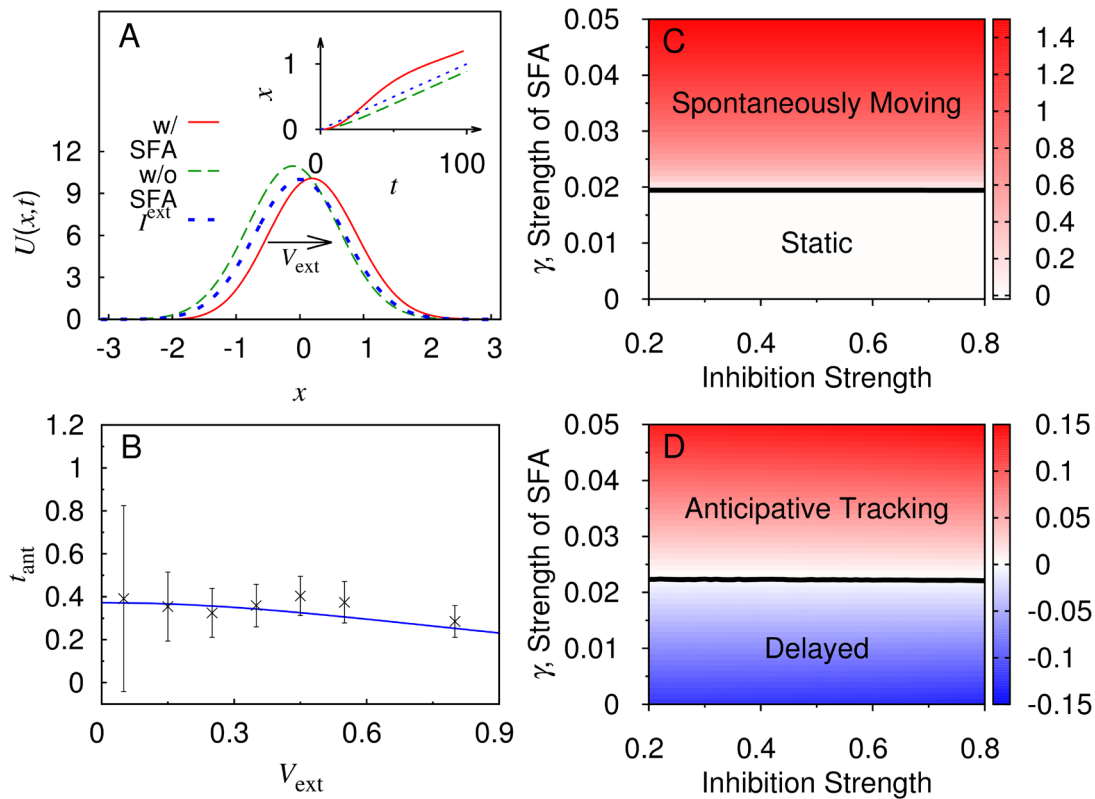 A
w/
SFA
w/o
SFA
I^ext
12
9
6
3
0
U(x,t)
-3 -2 -1 0 1 2 3
x
V_ext
x
1
0
0 100
t
B
1.2
1
0.8
0.6
0.4
0.2
0
t_ant
0 0.3 0.6 0.9
V_ext
C
0.05
0.04
0.03
0.02
0.01
0
γ, Strength of SFA
Spontaneously Moving
Static
0.2 0.4 0.6 0.8
Inhibition Strength
1.4
1.2
1
0.8
0.6
0.4
0.2
0
D
0.05
0.04
0.03
0.02
0.01
0
γ, Strength of SFA
Anticipative Tracking
Delayed
0.2 0.4 0.6 0.8
Inhibition Strength
0.15
0.1
0.05
0
-0.05
-0.1
-0.15